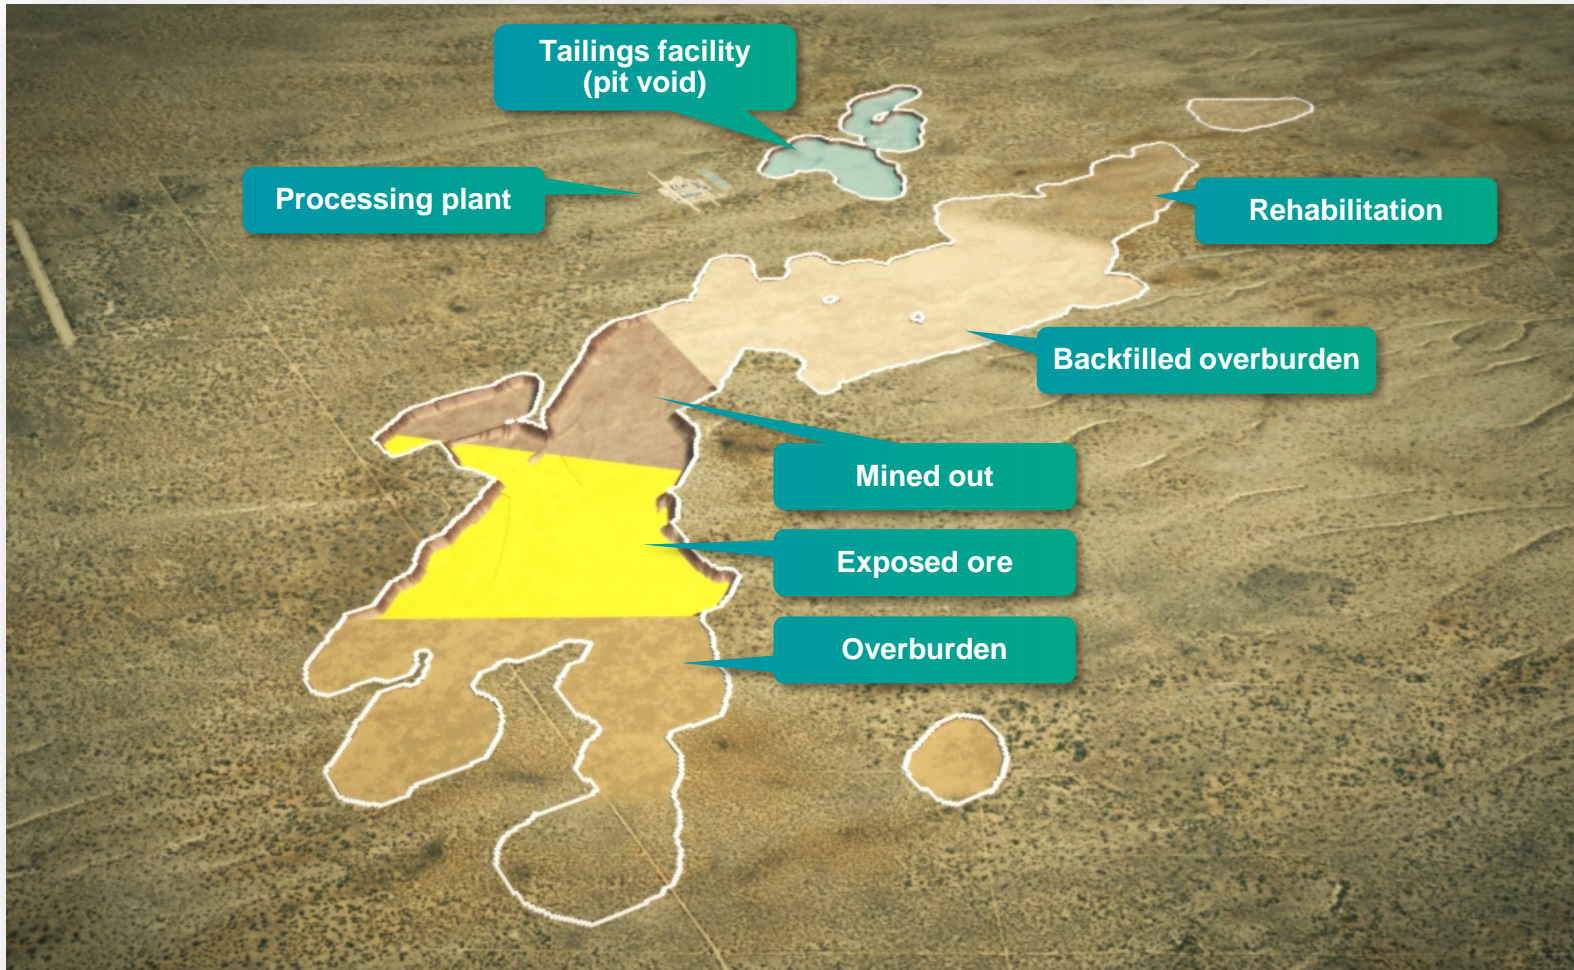 Tailings facility
(pit void)
Processing plant
Rehabilitation
Backfilled overburden
Mined out
Exposed ore
Overburden